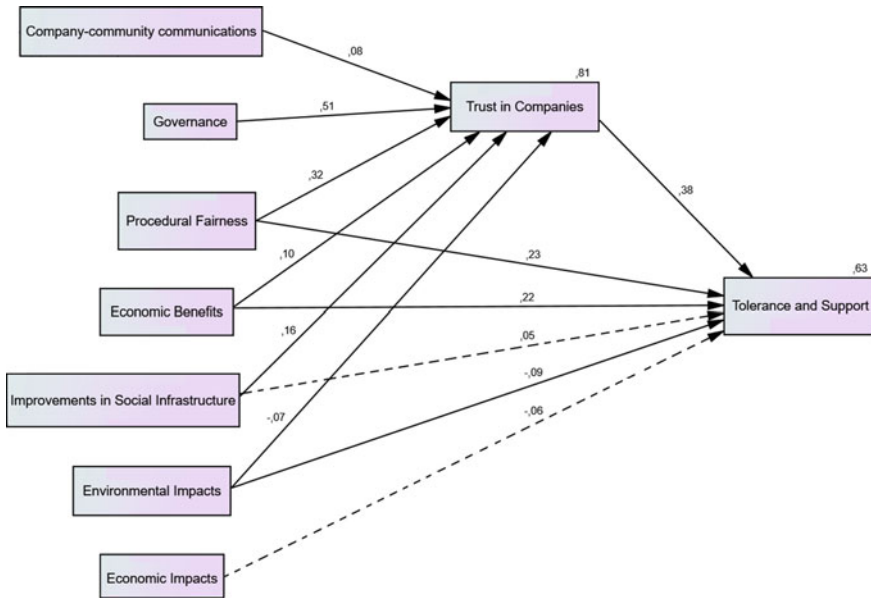 Company-community communications
,08
,81
Trust in Companies
,51
Governance
,32
,38
Procedural Fairness
,10
,23
,63
Tolerance and Support
Economic Benefits
,22
,16
,05
Improvements in Social Infrastructure
-,09
-,07
-,06
Environmental Impacts
Economic Impacts